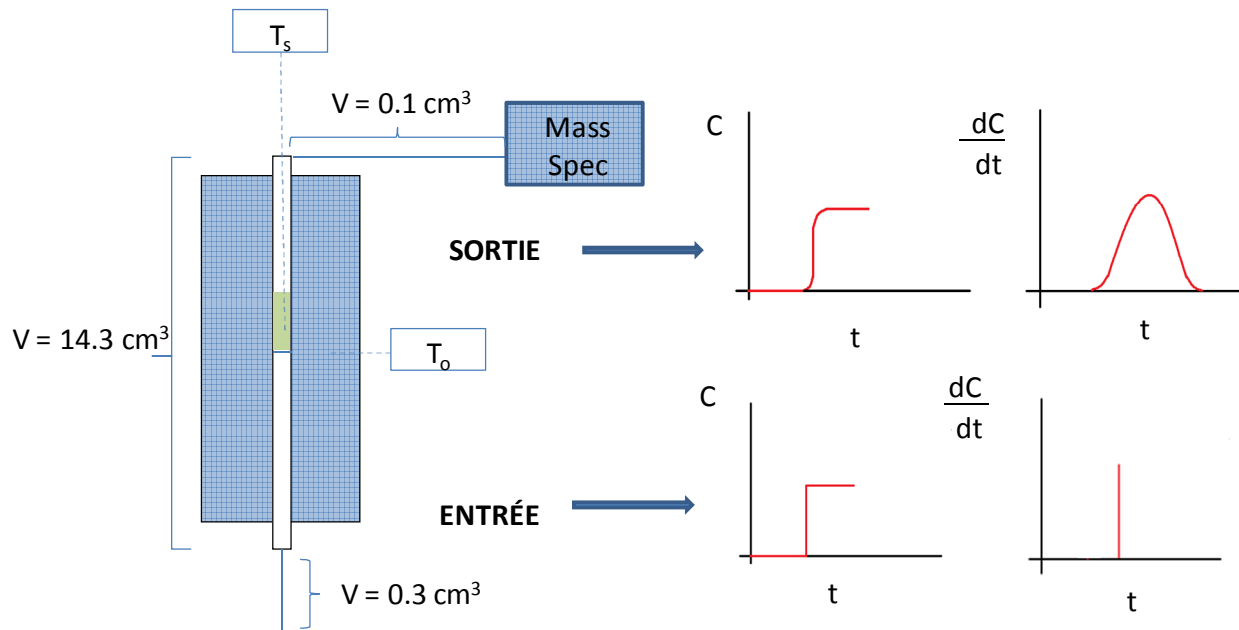 Tₛ
V = 0.1 cm³
Mass
Spec
C
dC
dt
SORTIE
t
t
V = 14.3 cm³
Tₒ
C
dC
dt
ENTRÉE
t
t
V = 0.3 cm³